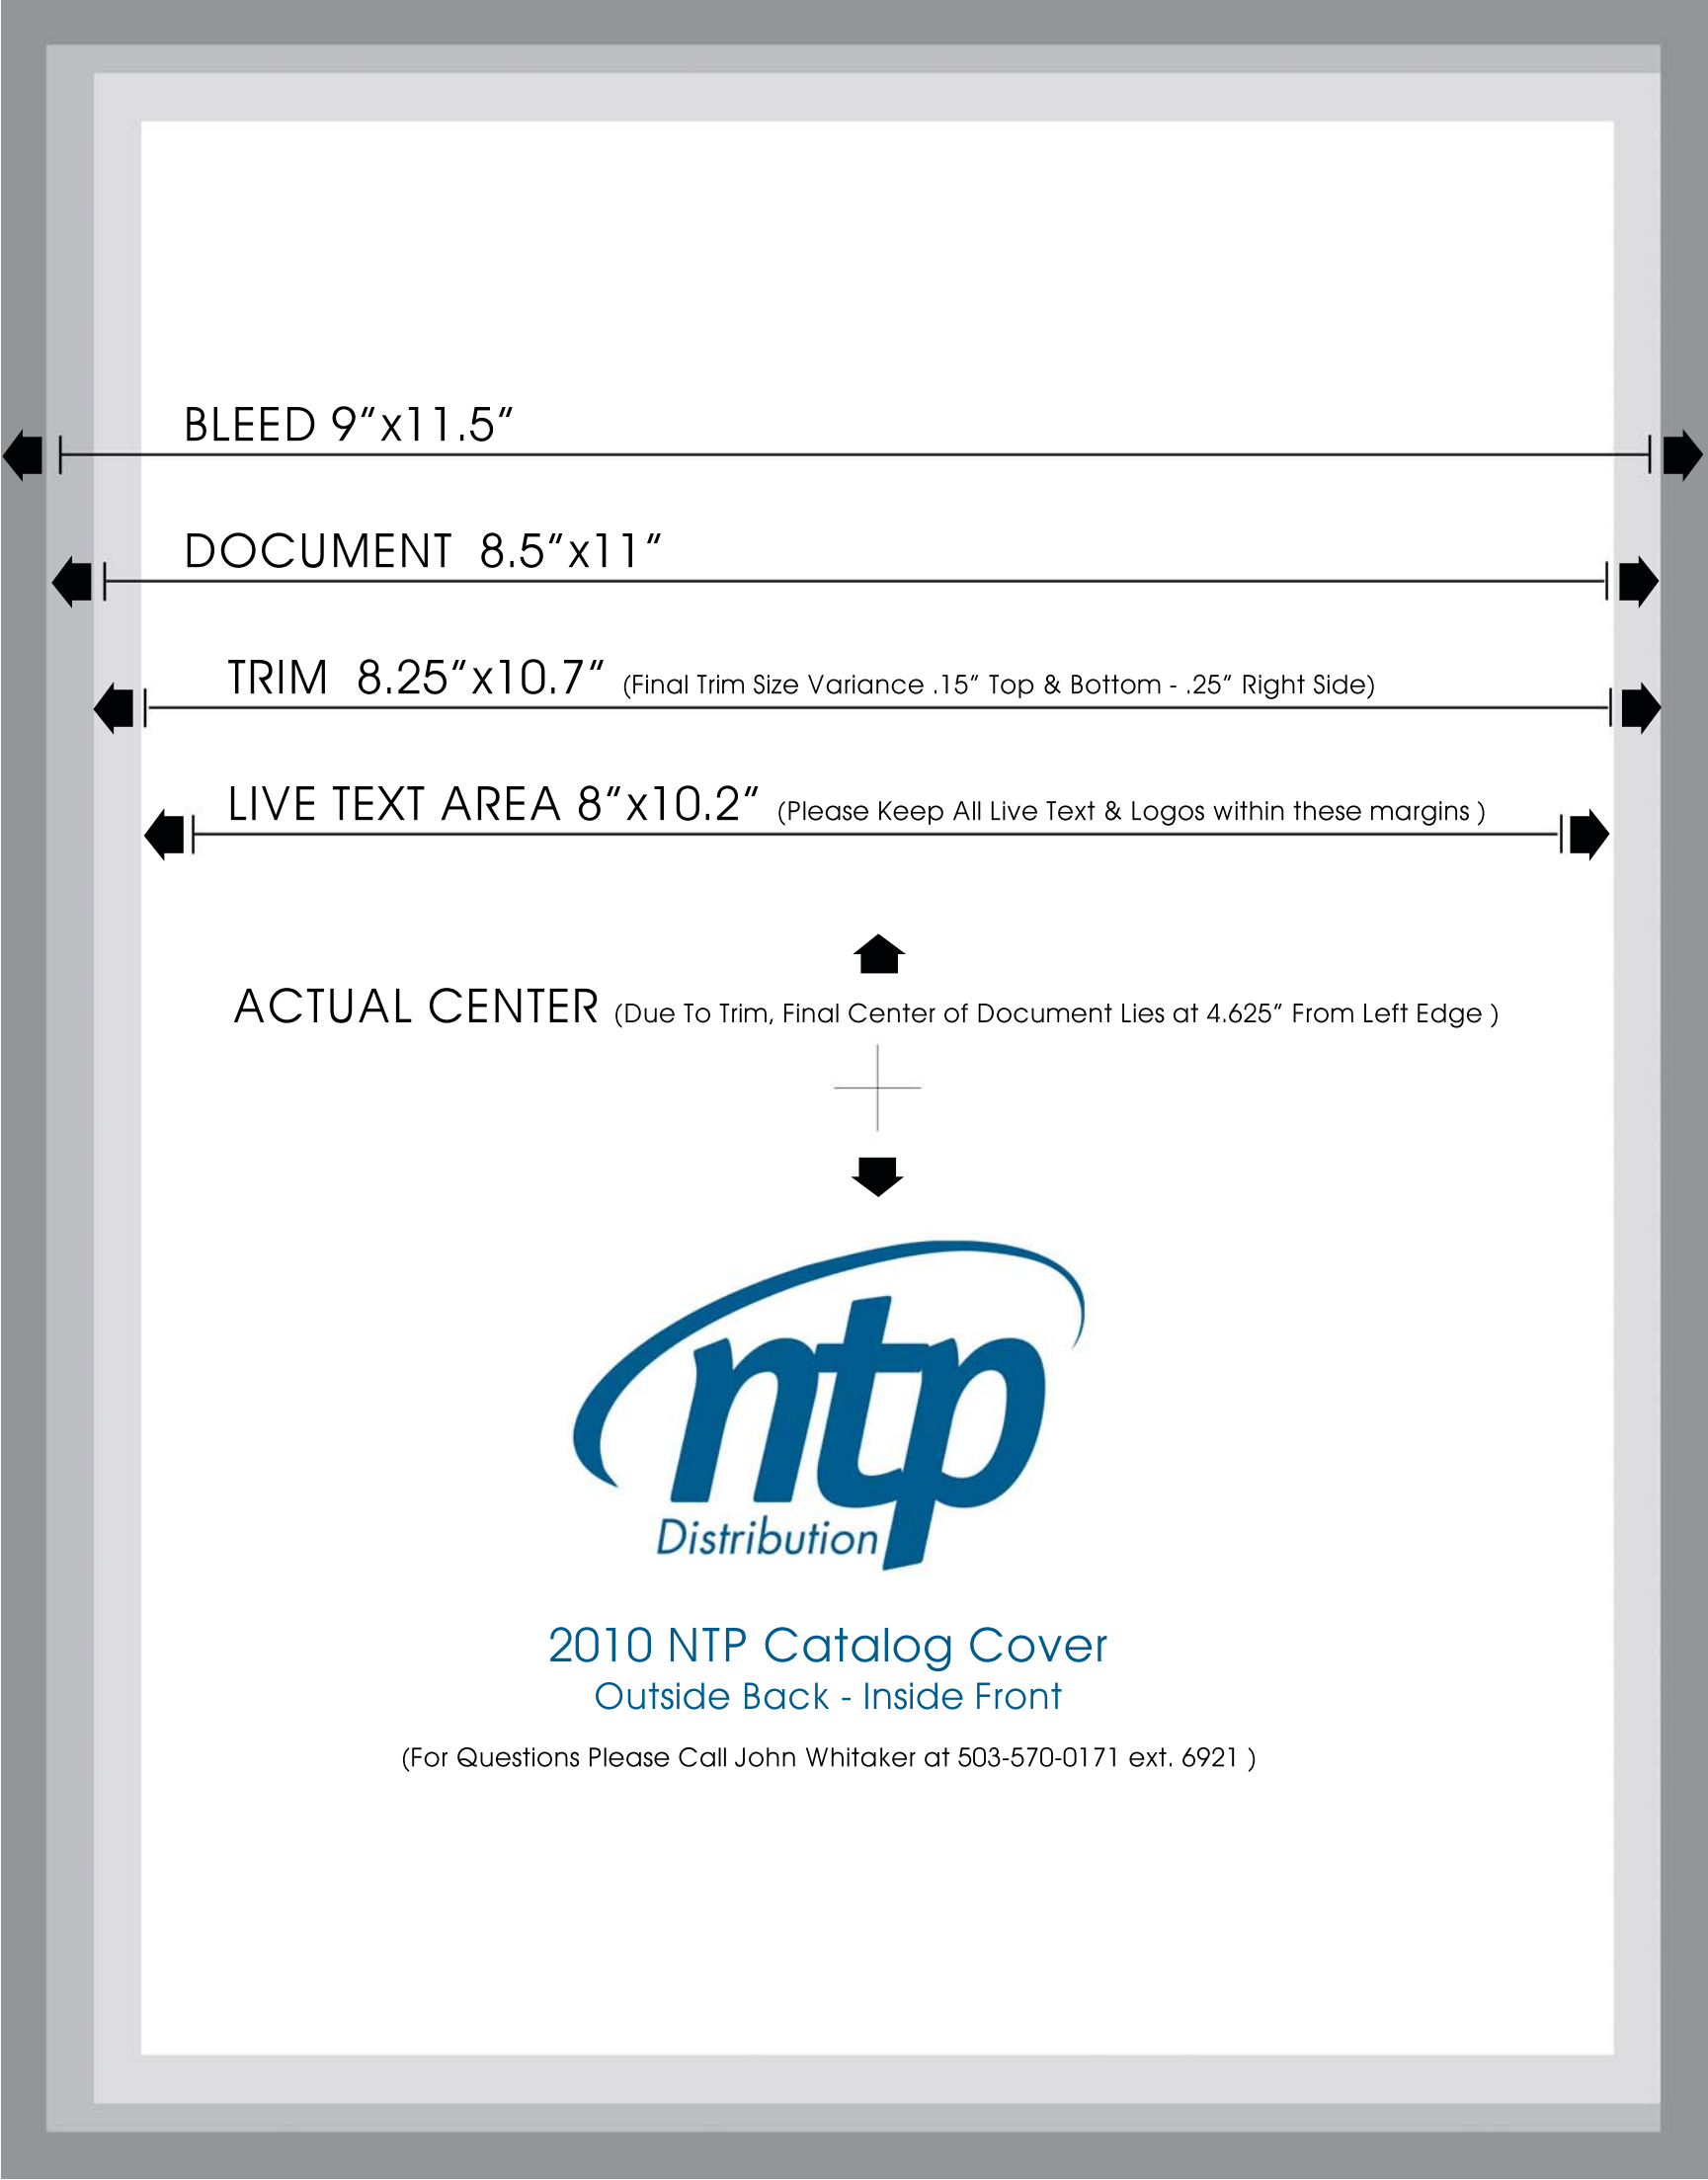 BLEED 9”x11.5”
DOCUMENT 8.5”x11”
TRIM 8.25”x10.7” (Final Trim Size Variance .15” Top & Bottom - .25” Right Side)
LIVE TEXT AREA 8”x10.2” (Please Keep All Live Text & Logos within these margins )
ACTUAL CENTER (Due To Trim, Final Center of Document Lies at 4.625” From Left Edge )
ntp
Distribution
2010 NTP Catalog Cover
Outside Back - Inside Front
(For Questions Please Call John Whitaker at 503-570-0171 ext. 6921 )